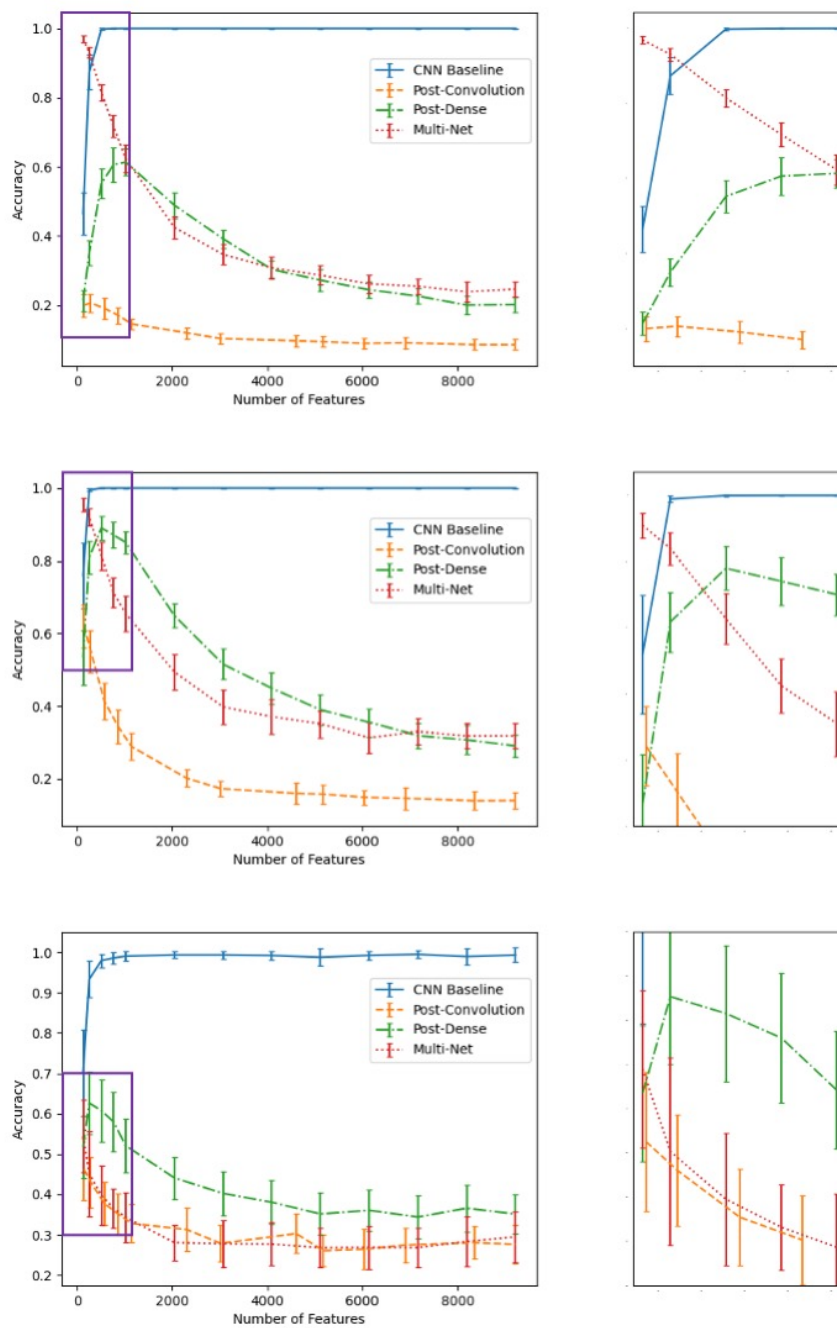 1.0
0.8
0.6
0.4
0.2
Accuracy
CNN Baseline
Post-Convolution
Post-Dense
Multi-Net
0 2000 4000 6000 8000
Number of Features
1.0
0.8
0.6
0.4
0.2
Accuracy
CNN Baseline
Post-Convolution
Post-Dense
Multi-Net
0 2000 4000 6000 8000
Number of Features
1.0
0.9
0.8
0.7
0.6
0.5
0.4
0.3
0.2
Accuracy
CNN Baseline
Post-Convolution
Post-Dense
Multi-Net
0 2000 4000 6000 8000
Number of Features